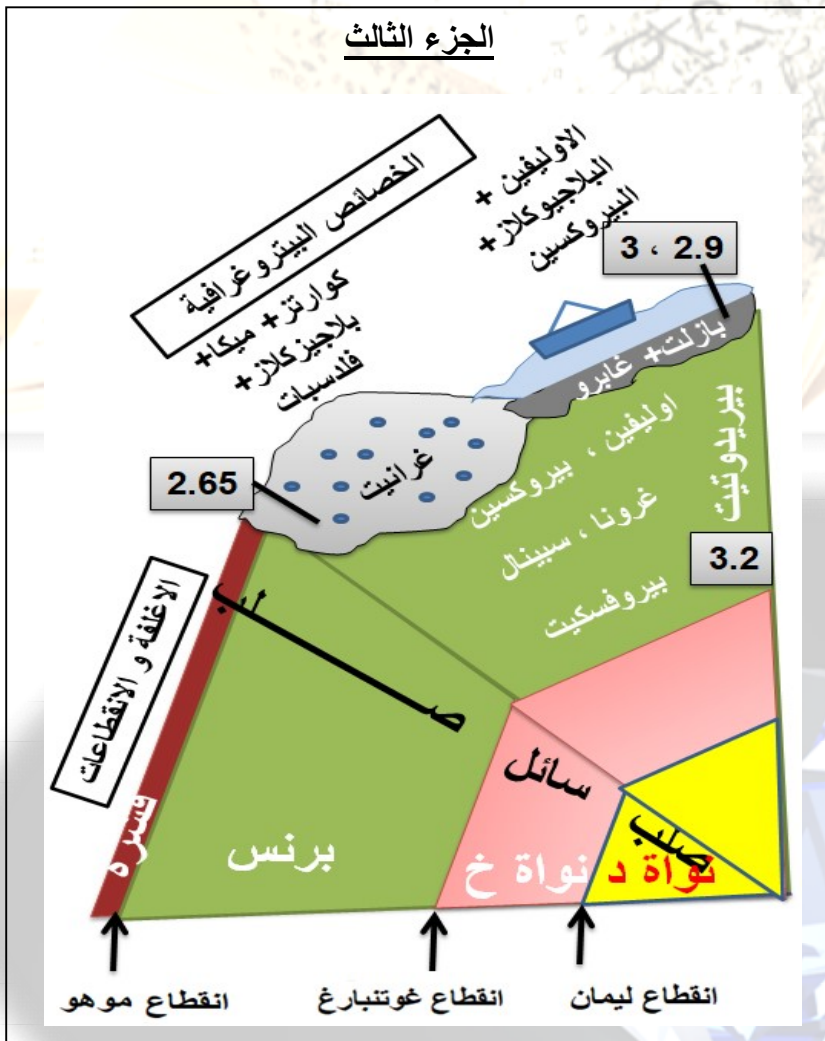 الجزء الثالث
الخصائص البيتروغرافية
الاوليفين +
البلاجيوكلاز+
البيروكسين
3 ، 2.9
كوارتز+ ميكا+
بلاجيزكلاز+
فلدسبات
بازلت+ غابرو
غرانيت
2.65
اوليفين ، بيروكسين
غرونا ، سبينال
بيروفسكيت
بيريدوتيت
3.2
الاغلفة و الانقطاعات
صلب
سائل
صلب
قشرة
برنس
نواة خ
نواة د
انقطاع موهو
انقطاع غوتنبارغ
انقطاع ليمان